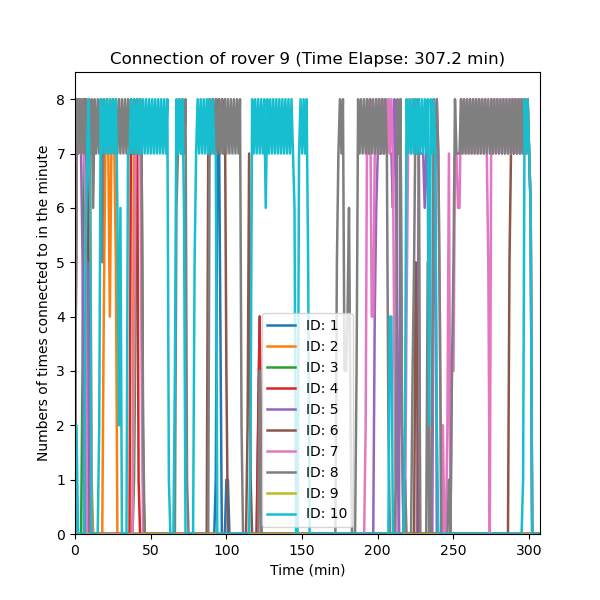 Connection of rover 9 (Time Elapse: 307.2 min)
Numbers of times connected to in the minute
8
7
6
5
4
3
2
1
0
ID: 1
ID: 2
ID: 3
ID: 4
ID: 5
ID: 6
ID: 7
ID: 8
ID: 9
ID: 10
0 50 100 150 200 250 300
Time (min)